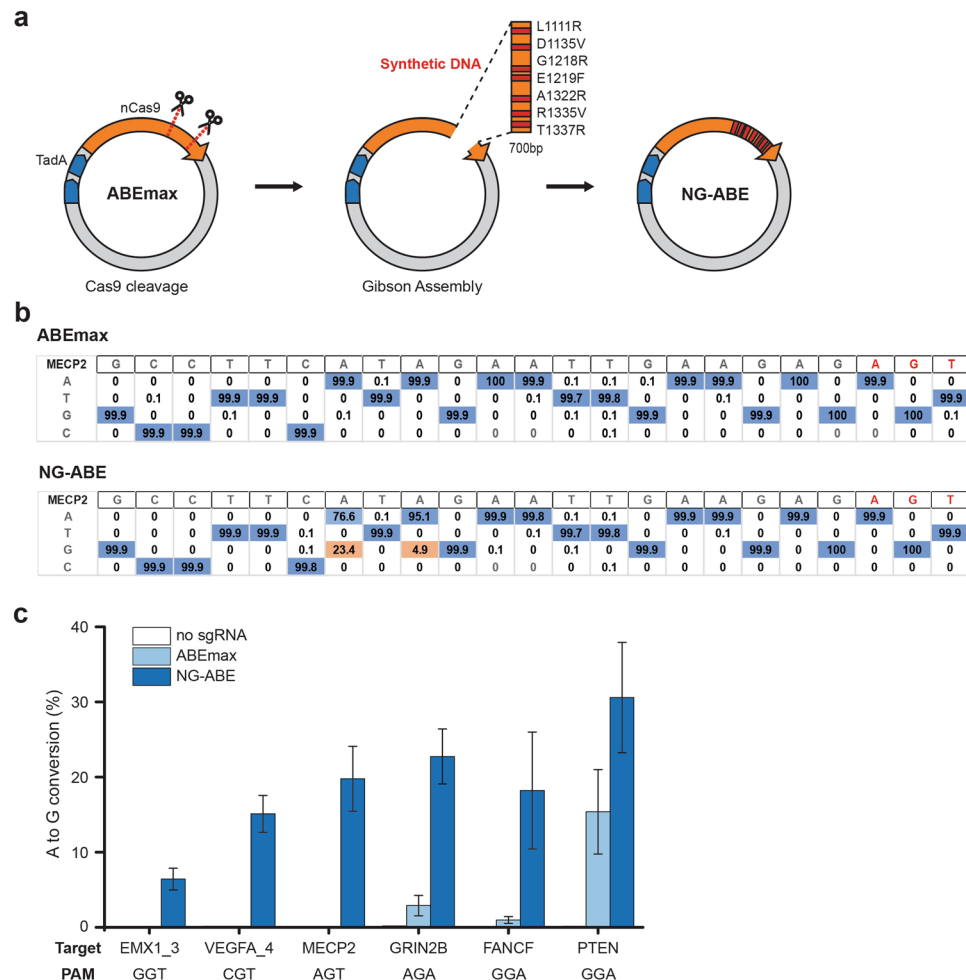 a
nCas9
TadA
ABEmax
Cas9 cleavage
Synthetic DNA
L1111R
D1135V
G1218R
E1219F
A1322R
R1335V
T1337R
700bp
Gibson Assembly
NG-ABE
b
ABEmax
MECP2 G C C T T C A T A G A A T T G A A G A G A G T
A 0 0 0 0 0 0 99.9 0.1 99.9 0 100 99.9 0.1 0.1 0.1 99.9 99.9 0 100 0 99.9 0 0
T 0 0.1 0 99.9 99.9 0 0 99.9 0 0 0 0 99.7 99.8 0 0 0.1 0 0 0 0 0 99.9
G 99.9 0 0 0.1 0 0 0.1 0 0 99.9 0 0 0.1 0.1 99.9 0 0 99.9 0 100 0 100 0.1
C 0 99.9 99.9 0 0 99.9 0 0 0 0 0 0 0 0.1 0 0 0 0 0 0 0 0 0
NG-ABE
MECP2 G C C T T C A T A G A A T T G A A G A G A G T
A 0 0 0 0 0 0 76.6 0.1 95.1 0 99.9 99.8 0 0 0 99.9 99.9 0 99.9 0 99.9 0 0
T 0 0 0 99.9 99.9 0.1 0 99.9 0 0 0 0 99.7 99.8 0 0 0.1 0 0 0 0 0 99.9
G 99.9 0 0 0 0 0.1 23.4 0 4.9 99.9 0.1 0 0.1 0 99.9 0 0 99.9 0 100 0 100 0
C 0 99.9 99.9 0 0 99.8 0 0 0 0 0 0 0 0.1 0 0 0 0 0 0 0 0 0
c
A to G conversion (%)
40
30
20
10
0
no sgRNA
ABEmax
NG-ABE
Target EMX1_3 VEGFA_4 MECP2 GRIN2B FANCF PTEN
PAM GGT CGT AGT AGA GGA GGA